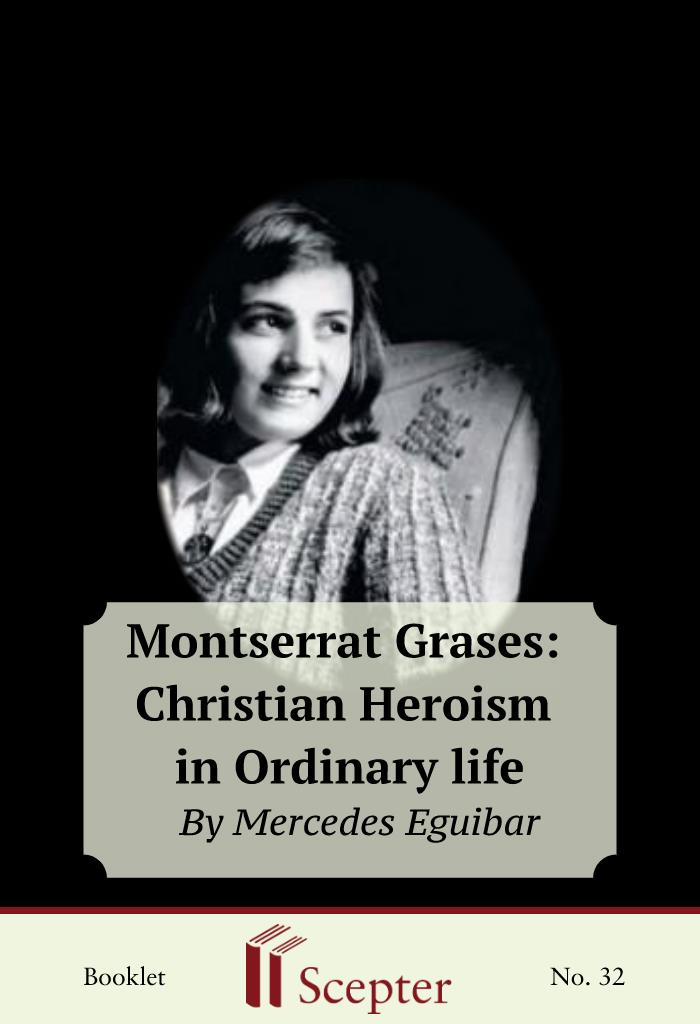 Montserrat Grases:
Christian Heroism
in Ordinary life
By Mercedes Eguibar
Booklet
Scepter
No. 32